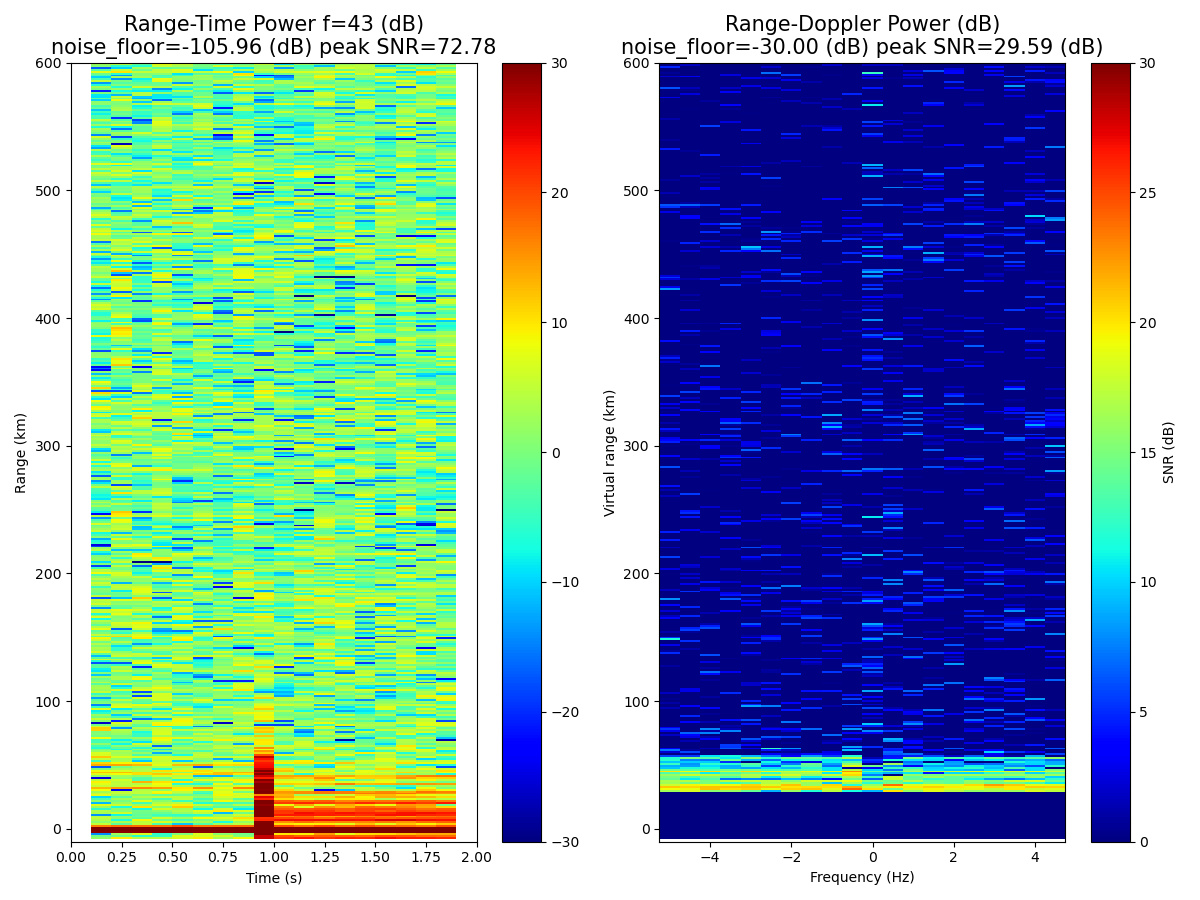 Range-Time Power f=43 (dB)
noise_floor=-105.96 (dB) peak SNR=72.78
Range-Doppler Power (dB)
noise_floor=-30.00 (dB) peak SNR=29.59 (dB)
600
500
400
300
200
100
0
Range (km)
0.00 0.25 0.50 0.75 1.00 1.25 1.50 1.75 2.00
Time (s)
30
20
10
0
−10
−20
−30
600
500
400
300
200
100
0
Virtual range (km)
−4 −2 0 2 4
Frequency (Hz)
30
25
20
15
10
5
0
SNR (dB)